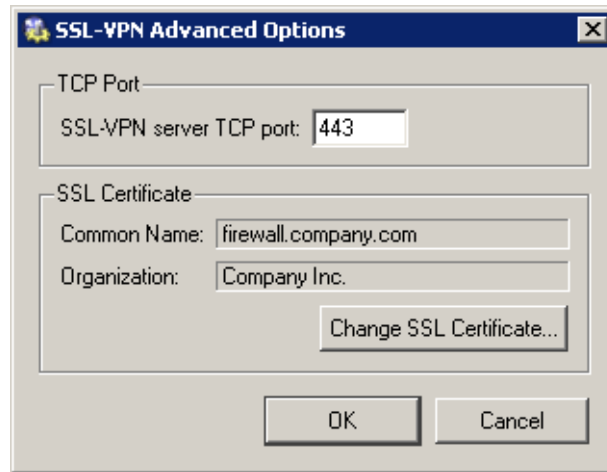 SSL-VPN Advanced Options
TCP Port
SSL-VPN server TCP port: 443
SSL Certificate
Common Name: firewall.company.com
Organization: Company Inc.
Change SSL Certificate...
OK Cancel